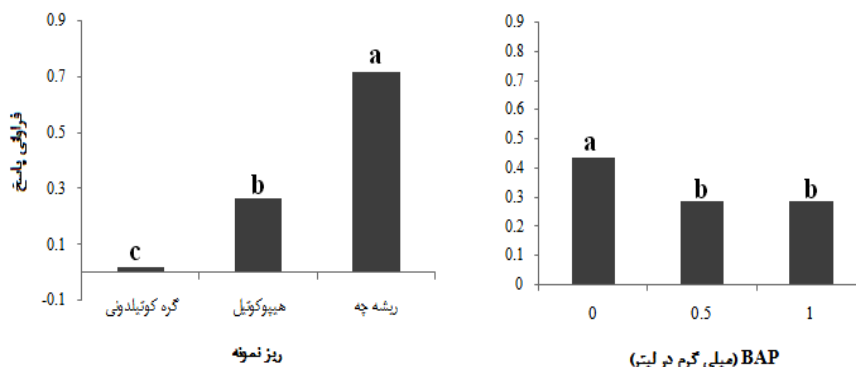 0.9
0.7
0.5
0.3
0.1
-0.1
فراوانی پاسخ
a
b
c
گره کوتیلدونی
هیپوکوتیل
ریشه چه
ریز نمونه
0.9
0.8
0.7
0.6
0.5
0.4
0.3
0.2
0.1
0
a
b
b
0
0.5
1
BAP (میلی گرم در لیتر)